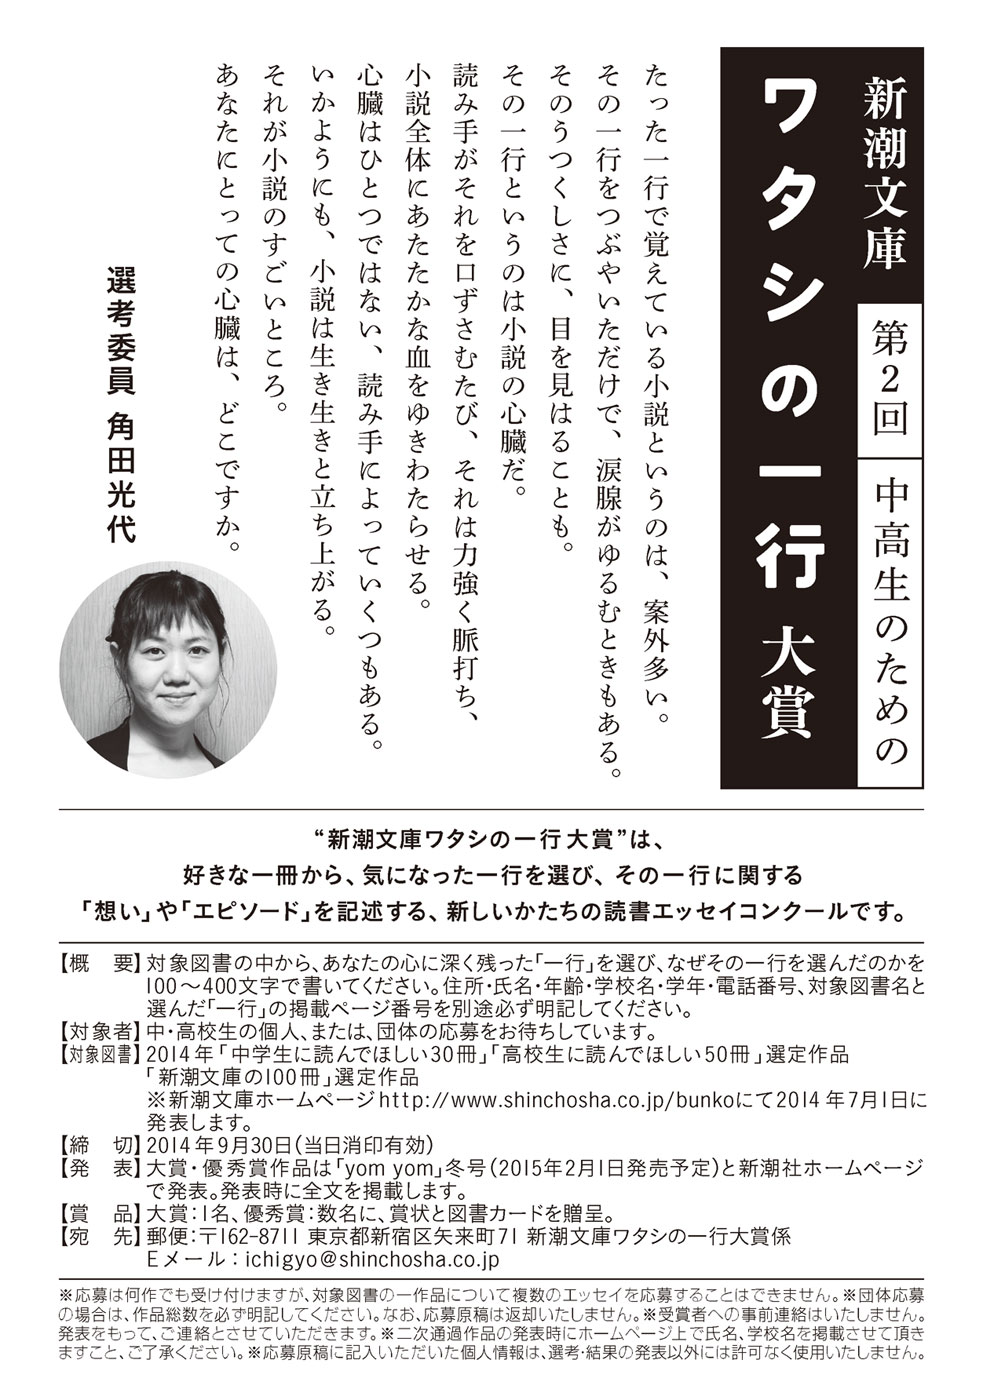 新潮文庫
第2回
中高生のための
ワタシの一行 大賞
たった一行で覚えている小説というのは、案外多い。
その一行をつぶやいただけで、涙腺がゆるむときもある。
そのうつくしさに、目を見はることも。
その一行というのは小説の心臓だ。
読み手がそれを口ずさむたび、それは力強く脈打ち、
小説全体にあたたかな血をゆきわたらせる。
心臓はひとつではない、読み手によっていくつもある。
いかようにも、小説は生き生きと立ち上がる。
それが小説のすごいところ。
あなたにとっての心臓は、どこですか。
選考委員 角田光代
“新潮文庫ワタシの一行大賞”は、
好きな一冊から、気になった一行を選び、その一行に関する
「想い」や「エピソード」を記述する、新しいかたちの読書エッセイコンクールです。
【概　要】対象図書の中から、あなたの心に深く残った「一行」を選び、なぜその一行を選んだのかを
100～400文字で書いてください。住所・氏名・年齢・学校名・学年・電話番号、対象図書名と
選んだ「一行」の掲載ページ番号を別途必ず明記してください。
【対象者】中・高校生の個人、または、団体の応募をお待ちしています。
【対象図書】2014年「中学生に読んでほしい30冊」「高校生に読んでほしい50冊」選定作品
「新潮文庫の100冊」選定作品
※新潮文庫ホームページhttp://www.shinchosha.co.jp/bunkoにて2014年7月1日に
発表します。
【締　切】2014年9月30日（当日消印有効）
【発　表】大賞・優秀賞作品は「yom yom」冬号（2015年2月1日発売予定）と新潮社ホームページ
で発表。発表時に全文を掲載します。
【賞　品】大賞：1名、優秀賞：数名に、賞状と図書カードを贈呈。
【宛　先】郵便：〒162-8711 東京都新宿区矢来町71 新潮文庫ワタシの一行大賞係
Eメール：ichigyo@shinchosha.co.jp
※応募は何作でも受け付けますが、対象図書の一作品について複数のエッセイを応募することはできません。※団体応募
の場合は、作品総数を必ず明記してください。なお、応募原稿は返却いたしません。※受賞者への事前連絡はいたしません。
発表をもって、ご連絡とさせていただきます。※二次通過作品の発表時にホームページ上で氏名、学校名を掲載させて頂き
ますこと、ご了承ください。※応募原稿に記入いただいた個人情報は、選考・結果の発表以外には許可なく使用いたしません。